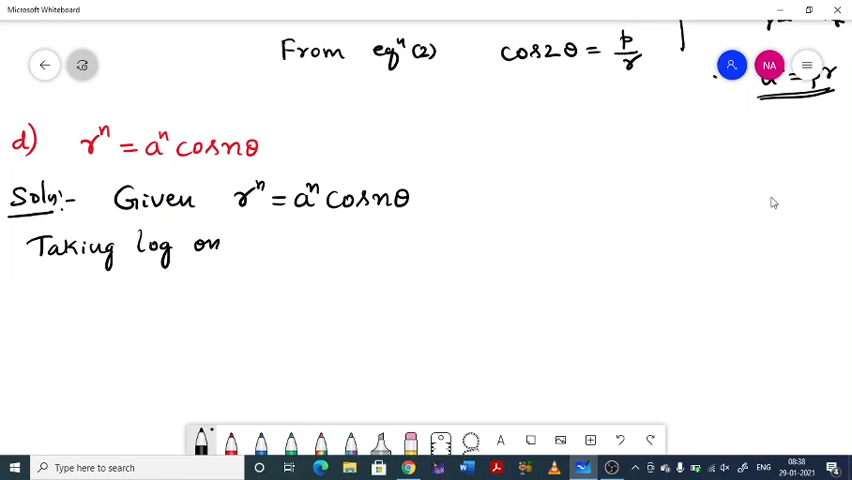 Microsoft Whiteboard
From eqⁿ (2) cos2θ = p/r
NA
d) rⁿ = aⁿ cosnθ
Soln:- Given rⁿ = aⁿ cosnθ
Taking log on
Type here to search
ENG
08:38
29-01-2021
4